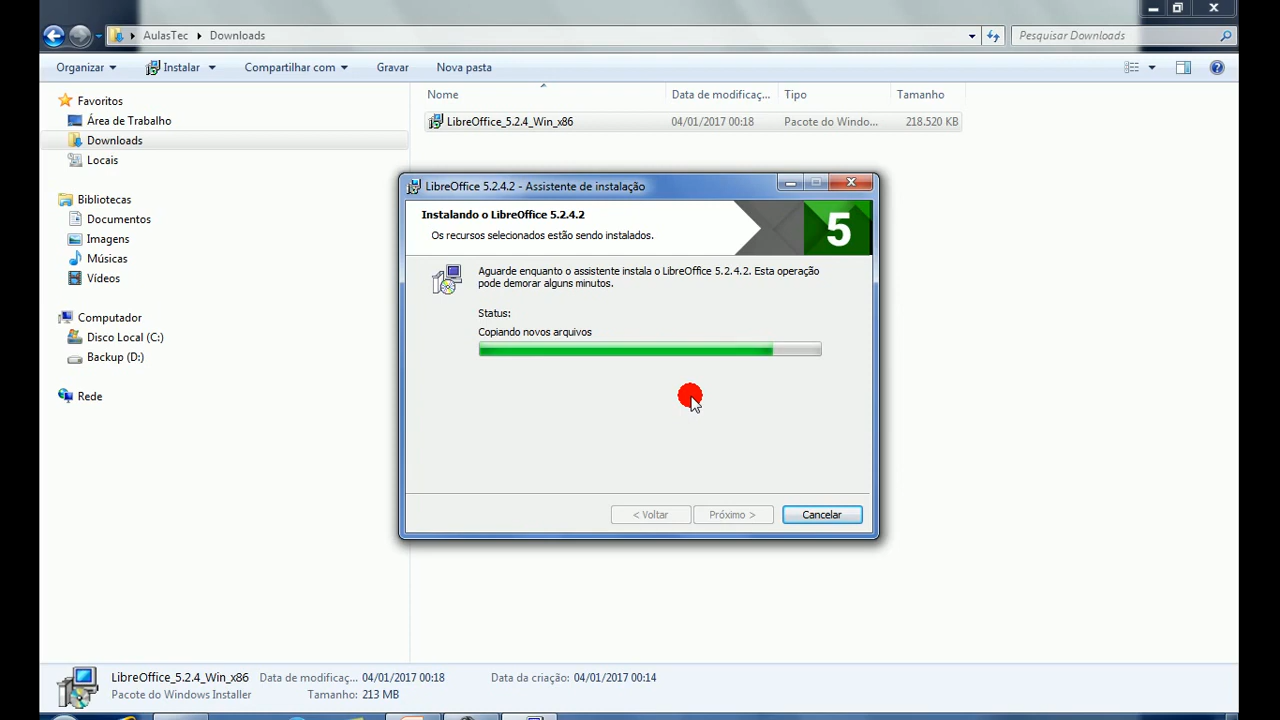 AulasTec Downloads
Pesquisar Downloads
Organizar Instalar Compartilhar com Gravar Nova pasta
Favoritos
Área de Trabalho
Downloads
Locais
Bibliotecas
Documentos
Imagens
Músicas
Vídeos
Computador
Disco Local (C:)
Backup (D:)
Rede
Nome Data de modificaç... Tipo Tamanho
LibreOffice_5.2.4_Win_x86 04/01/2017 00:18 Pacote do Windo... 218.520 KB
LibreOffice 5.2.4.2 - Assistente de instalação
Instalando o LibreOffice 5.2.4.2
Os recursos selecionados estão sendo instalados.
5
Aguarde enquanto o assistente instala o LibreOffice 5.2.4.2. Esta operação
pode demorar alguns minutos.
Status:
Copiando novos arquivos
< Voltar Próximo > Cancelar
LibreOffice_5.2.4_Win_x86 Data de modificaç... 04/01/2017 00:18 Data da criação: 04/01/2017 00:14
Pacote do Windows Installer Tamanho: 213 MB